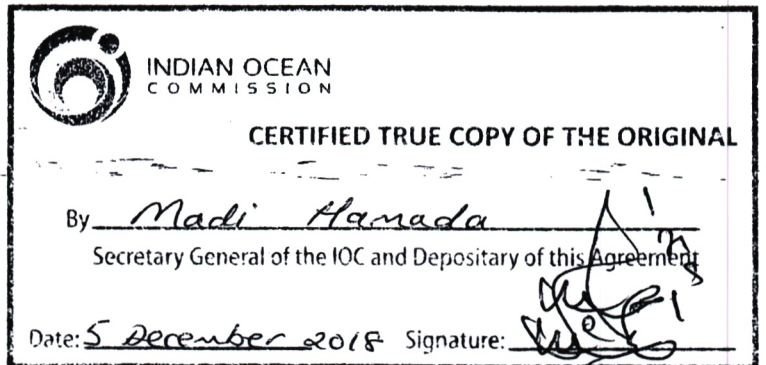 INDIAN OCEAN
COMMISSION
CERTIFIED TRUE COPY OF THE ORIGINAL
By Madi Hamada
Secretary General of the IOC and Depositary of this Agreement
Date: 5 December 2018 Signature: